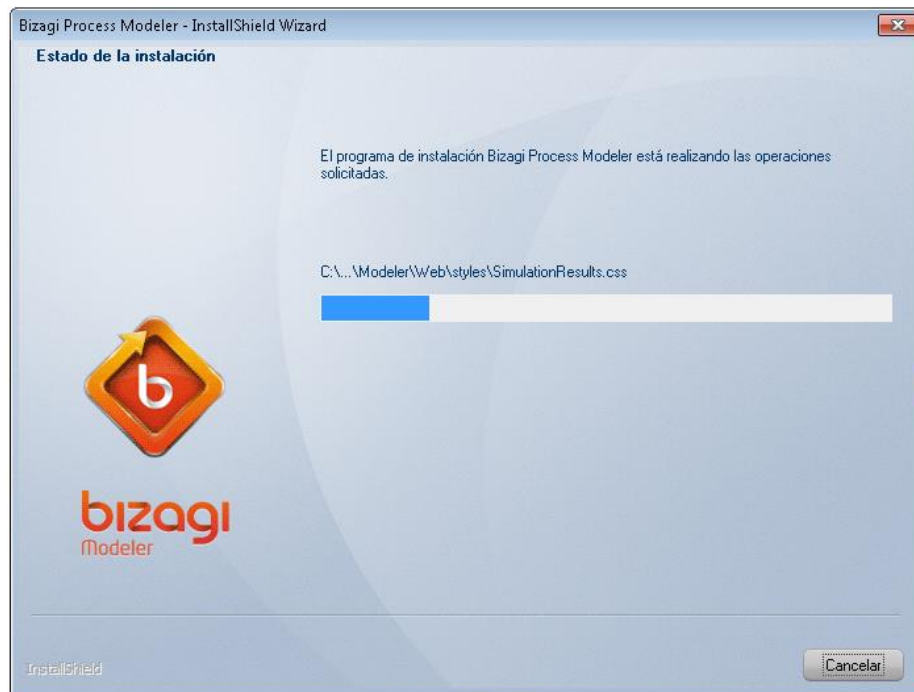 Bizagi Process Modeler - InstallShield Wizard
Estado de la instalación
El programa de instalación Bizagi Process Modeler está realizando las operaciones
solicitadas.
C:\...\Modeler\Web\styles\SimulationResults.css
b
bizagi
Modeler
InstallShield
Cancelar